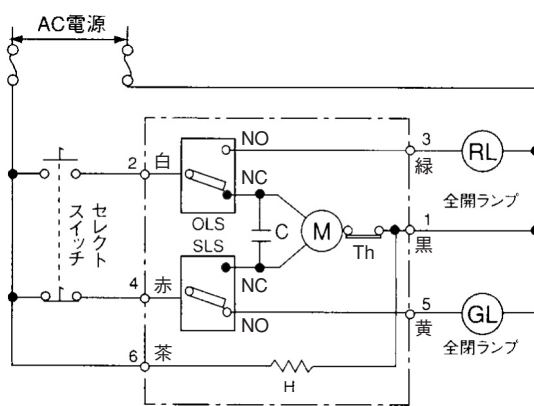 AC電源
NO
3
RL
2
白
緑
NC
全開ランプ
セレクト
スイッチ
OLS
C
M
1
SLS
Th
黒
4
赤
NC
5
GL
NO
黄
全閉ランプ
6
茶
H